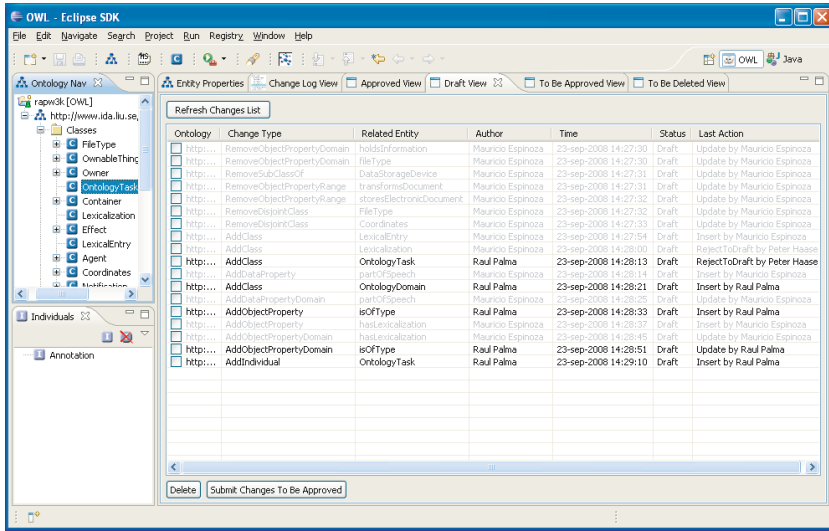 OWL - Eclipse SDK
File Edit Navigate Search Project Run Registry Window Help
OWL Java
Ontology Nav
rapw3k [OWL]
http://www.ida.liu.se,
Classes
FileType
OwnableThing
Owner
OntologyTask
Container
Lexicalization
Effect
LexicalEntry
Agent
Coordinates
Notification
Individuals
Annotation
Entity Properties Change Log View Approved View Draft View To Be Approved View To Be Deleted View
Refresh Changes List
Ontology Change Type Related Entity Author Time Status Last Action
http:... RemoveObjectPropertyDomain holdsInformation Mauricio Espinoza 23-sep-2008 14:27:30 Draft Update by Mauricio Espinoza
http:... RemoveObjectPropertyDomain fileType Mauricio Espinoza 23-sep-2008 14:27:30 Draft Update by Mauricio Espinoza
http:... RemoveSubClassOf DataStorageDevice Mauricio Espinoza 23-sep-2008 14:27:31 Draft Update by Mauricio Espinoza
http:... RemoveObjectPropertyRange transformsDocument Mauricio Espinoza 23-sep-2008 14:27:31 Draft Update by Mauricio Espinoza
http:... RemoveObjectPropertyRange storesElectronicDocument Mauricio Espinoza 23-sep-2008 14:27:32 Draft Update by Mauricio Espinoza
http:... RemoveDisjointClass FileType Mauricio Espinoza 23-sep-2008 14:27:32 Draft Update by Mauricio Espinoza
http:... RemoveDisjointClass Coordinates Mauricio Espinoza 23-sep-2008 14:27:33 Draft Update by Mauricio Espinoza
http:... AddClass LexicalEntry Mauricio Espinoza 23-sep-2008 14:27:54 Draft Insert by Mauricio Espinoza
http:... AddClass Lexicalization Mauricio Espinoza 23-sep-2008 14:28:00 Draft RejectToDraft by Peter Haase
http:... AddClass OntologyTask Raul Palma 23-sep-2008 14:28:13 Draft RejectToDraft by Peter Haase
http:... AddDataProperty partOfSpeech Mauricio Espinoza 23-sep-2008 14:28:14 Draft Insert by Mauricio Espinoza
http:... AddClass OntologyDomain Raul Palma 23-sep-2008 14:28:21 Draft Insert by Raul Palma
http:... AddDataPropertyDomain partOfSpeech Mauricio Espinoza 23-sep-2008 14:28:25 Draft Update by Mauricio Espinoza
http:... AddObjectProperty isOfType Raul Palma 23-sep-2008 14:28:33 Draft Insert by Raul Palma
http:... AddObjectProperty hasLexicalization Mauricio Espinoza 23-sep-2008 14:28:37 Draft Insert by Mauricio Espinoza
http:... AddObjectPropertyDomain hasLexicalization Mauricio Espinoza 23-sep-2008 14:28:45 Draft Update by Mauricio Espinoza
http:... AddObjectPropertyDomain isOfType Raul Palma 23-sep-2008 14:28:51 Draft Update by Raul Palma
http:... AddIndividual OntologyTask Raul Palma 23-sep-2008 14:29:10 Draft Insert by Raul Palma
Delete Submit Changes To Be Approved